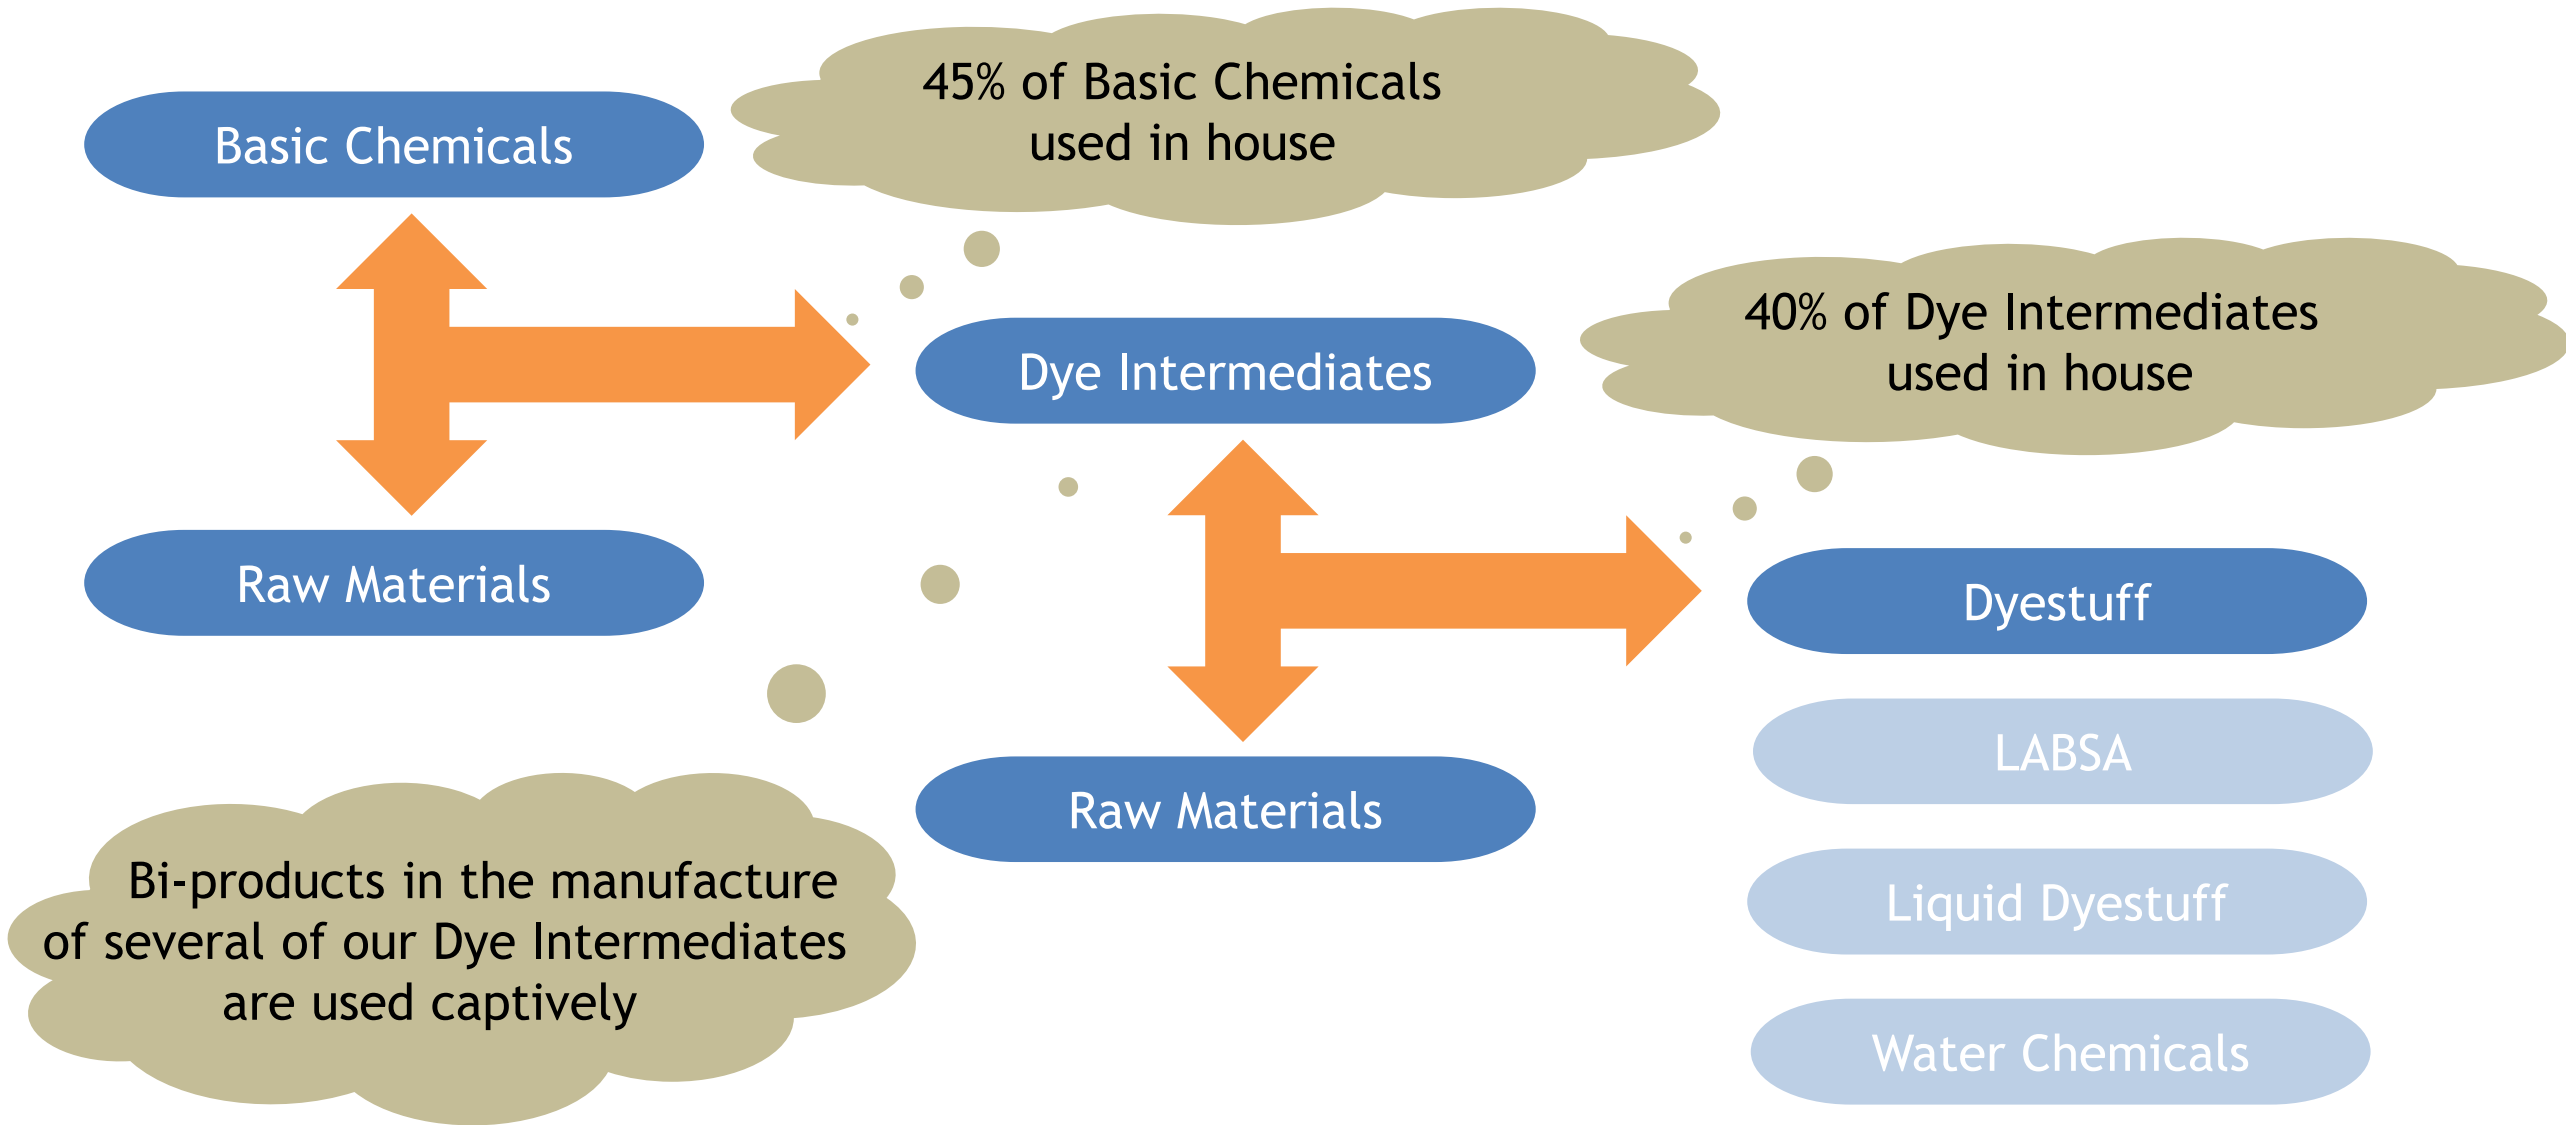 45% of Basic Chemicals
used in house
Basic Chemicals
40% of Dye Intermediates
used in house
Dye Intermediates
Raw Materials
Dyestuff
LABSA
Raw Materials
Bi-products in the manufacture
of several of our Dye Intermediates
are used captively
Liquid Dyestuff
Water Chemicals